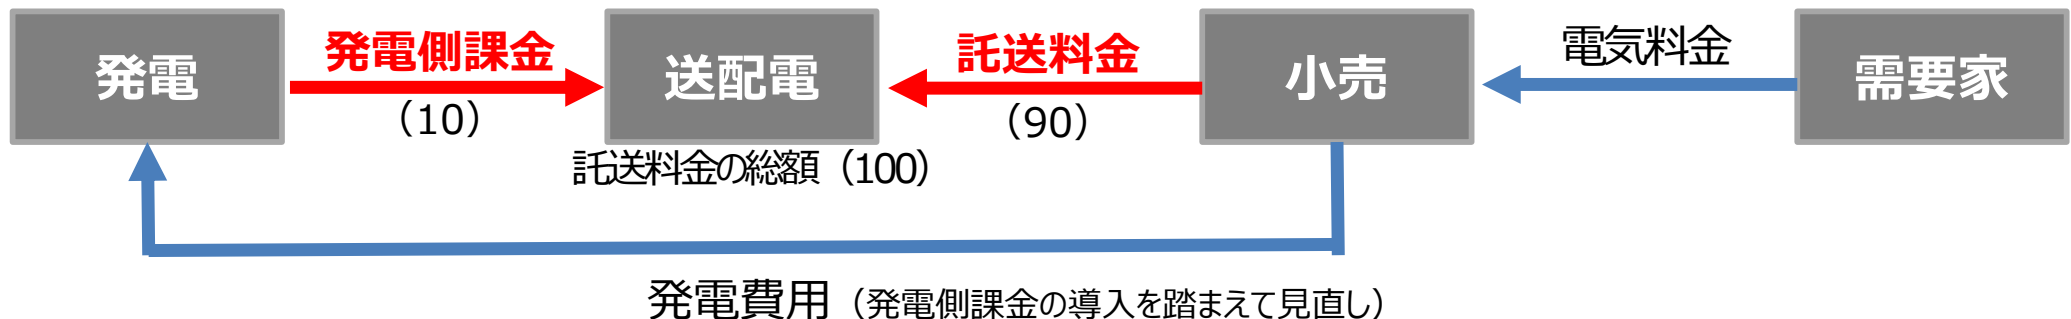 発電
発電側課金
（10）
送配電
託送料金の総額（100）
託送料金
（90）
小売
電気料金
需要家
発電費用（発電側課金の導入を踏まえて見直し）